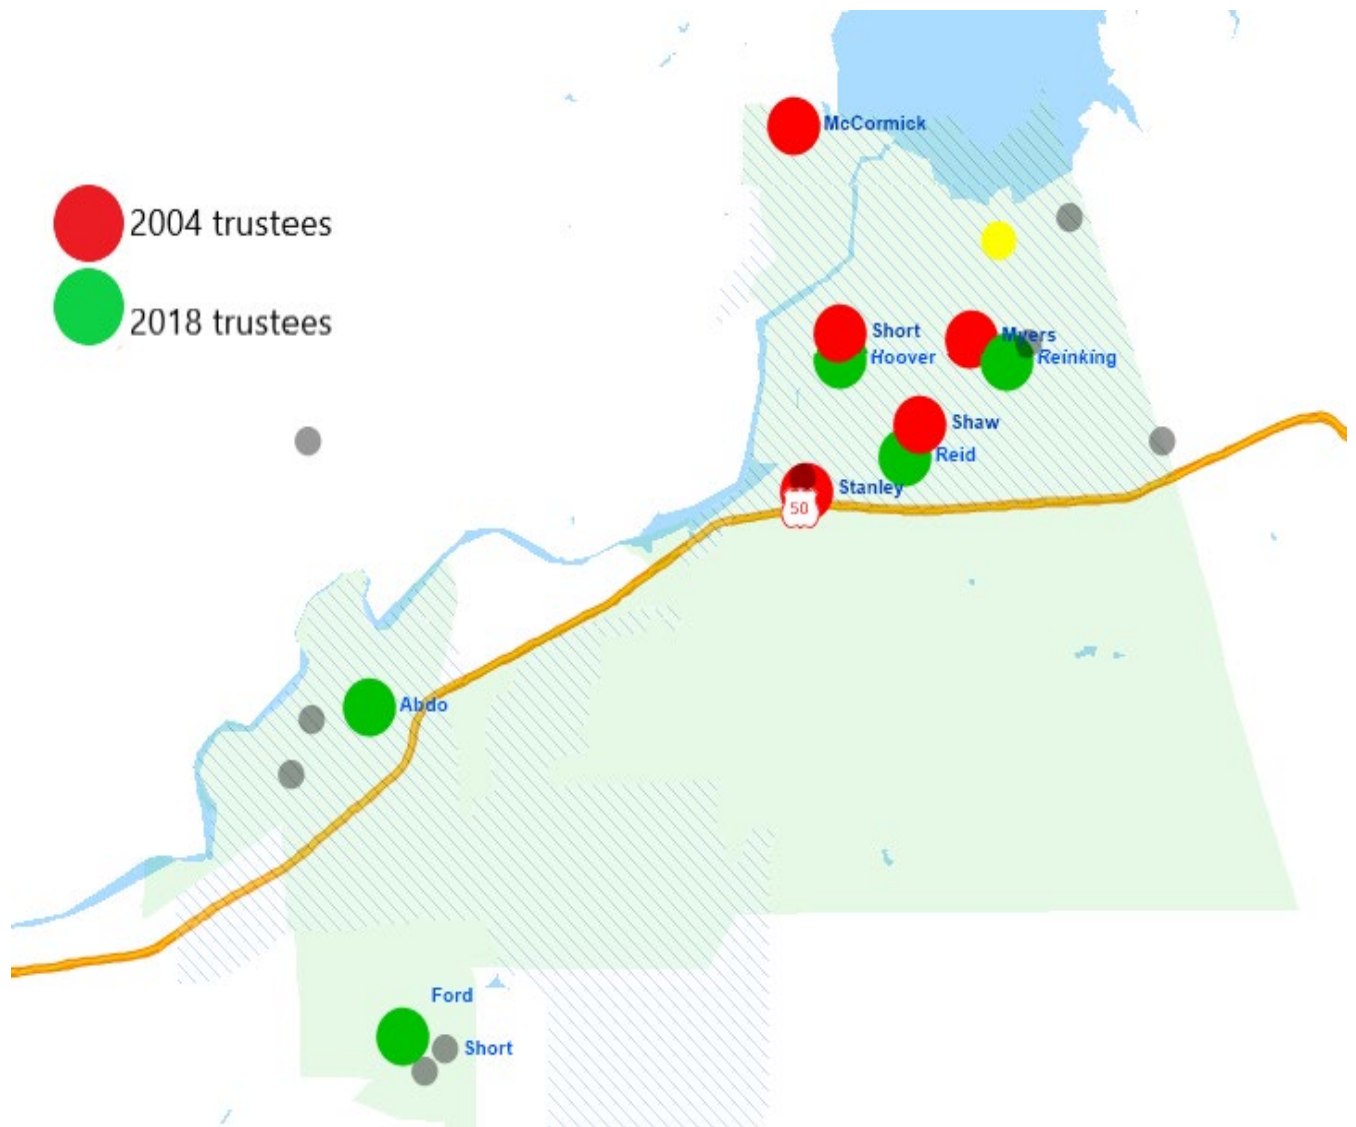 McCormick
2004 trustees
2018 trustees
Short
Myers
Hoover
Reinking
Shaw
Reid
Stanley
50
Abdo
Ford
Short